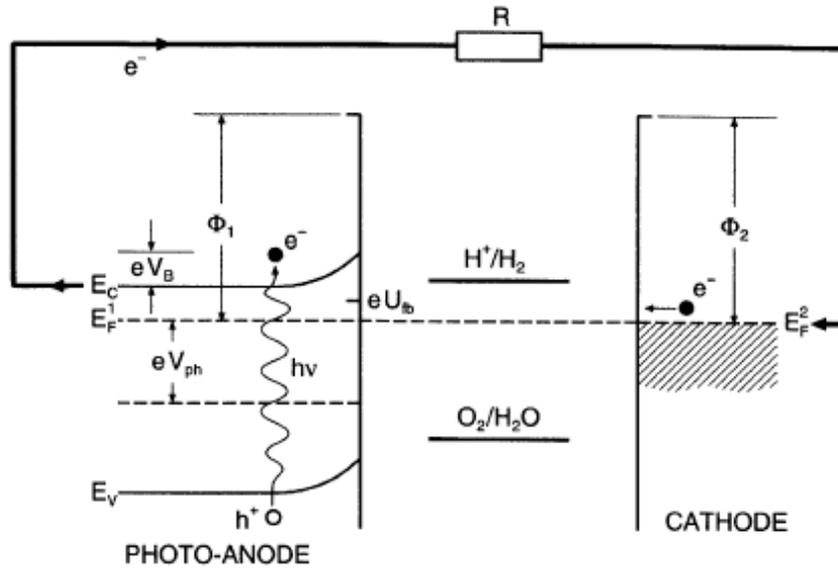 R
e⁻
Φ₁
Φ₂
e⁻
eV_B
H⁺/H₂
E_C
eU_fb
e⁻
E_F¹
E_F²
eV_ph
hν
O₂/H₂O
E_V
h⁺
CATHODE
PHOTO-ANODE